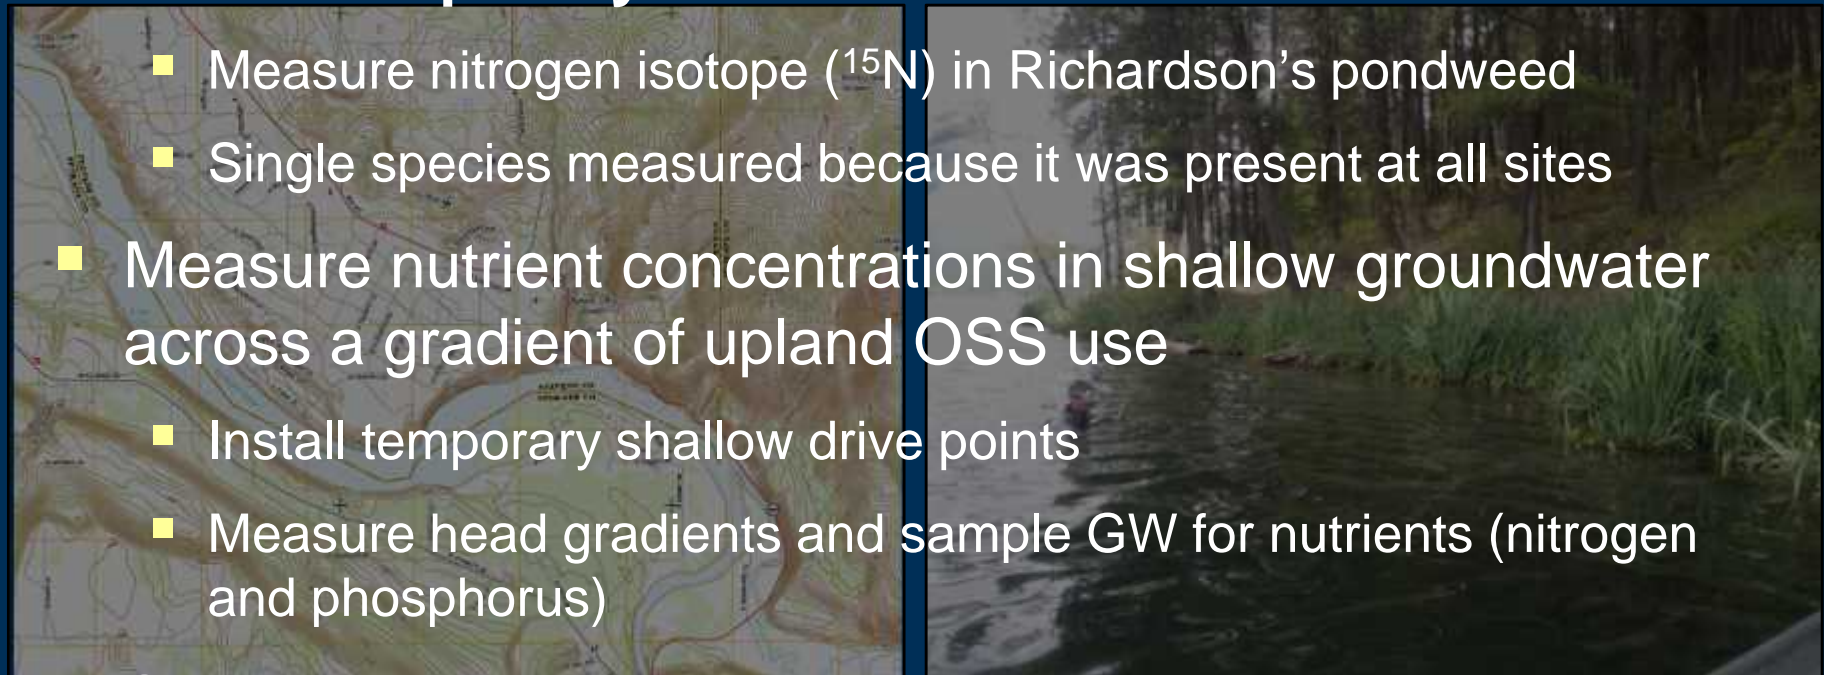 Measure nitrogen isotope (¹⁵N) in Richardson's pondweed
Single species measured because it was present at all sites
Measure nutrient concentrations in shallow groundwater
across a gradient of upland OSS use
Install temporary shallow drive points
Measure head gradients and sample GW for nutrients (nitrogen
and phosphorus)